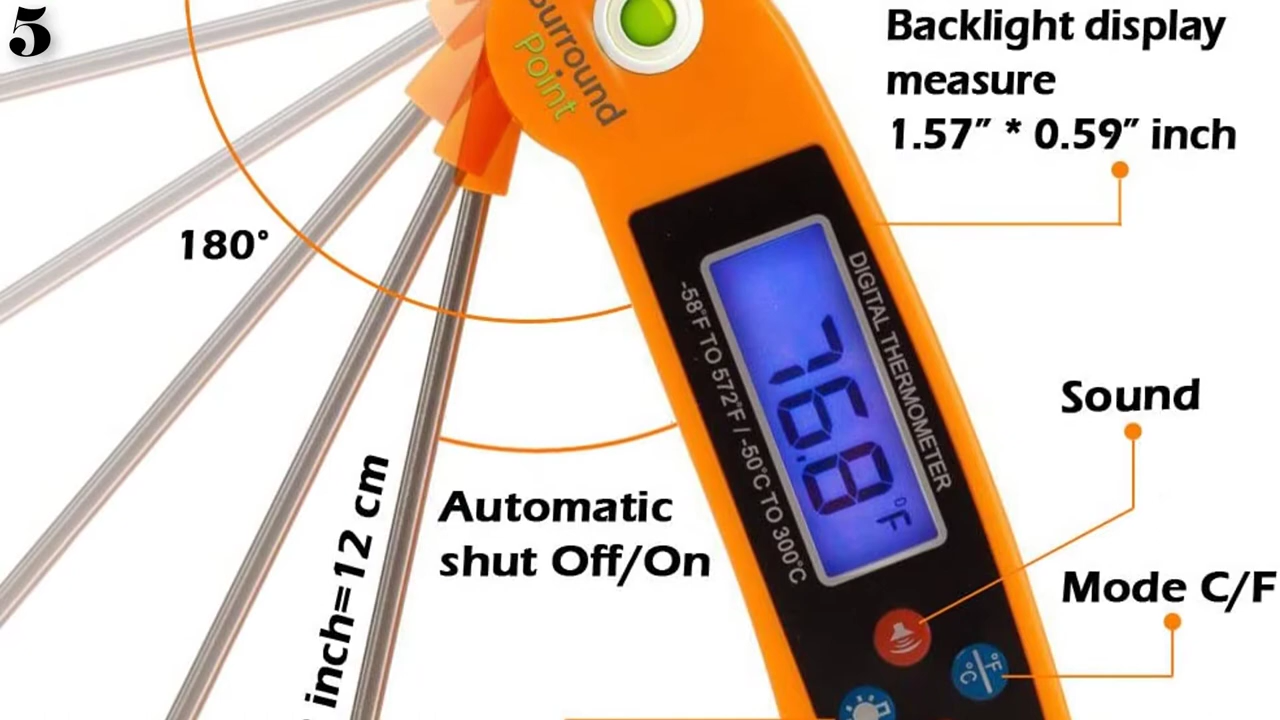 5
Surround
Point
Backlight display
measure
1.57" * 0.59" inch
180°
DIGITAL THERMOMETER
-58°F TO 572°F / -50°C TO 300°C
76.8 °F
Sound
Automatic
shut Off/On
Mode C/F
inch=12 cm
°F
°C